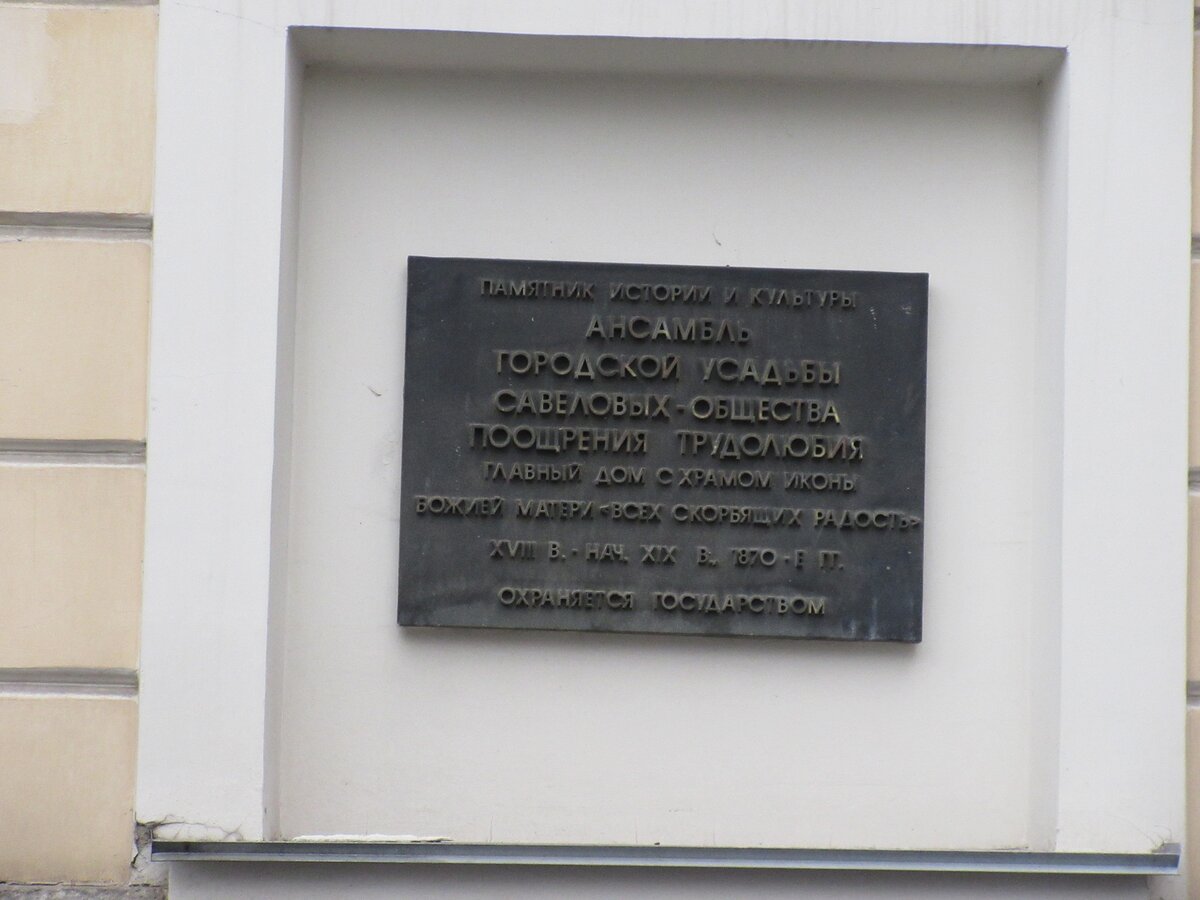 ПАМЯТНИК ИСТОРИИ И КУЛЬТУРЫ
АНСАМБЛЬ
ГОРОДСКОЙ УСАДЬБЫ
САВЕЛОВЫХ-ОБЩЕСТВА
ПООЩРЕНИЯ ТРУДОЛЮБИЯ
ГЛАВНЫЙ ДОМ С ХРАМОМ ИКОНЫ
БОЖИЕЙ МАТЕРИ <ВСЕХ СКОРБЯЩИХ РАДОСТЬ>
XVIII В.-НАЧ. XIX В., 1870-Е ГГ.
ОХРАНЯЕТСЯ ГОСУДАРСТВОМ